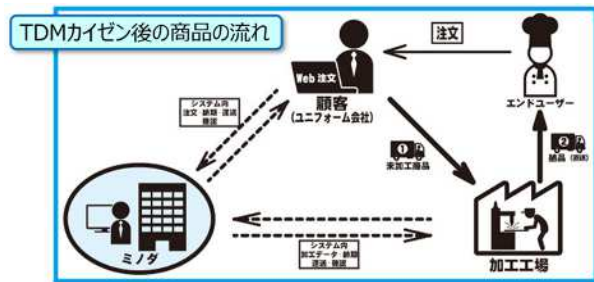 TDMカイゼン後の商品の流れ
注文
Web 注文
顧客
(ユニフォーム会社)
エンドユーザー
システム内
注文・納期・運送
確認
①
未加工商品
②
納品（直送）
ミノダ
システム内
加工データ・納期
運送・確認
加工工場